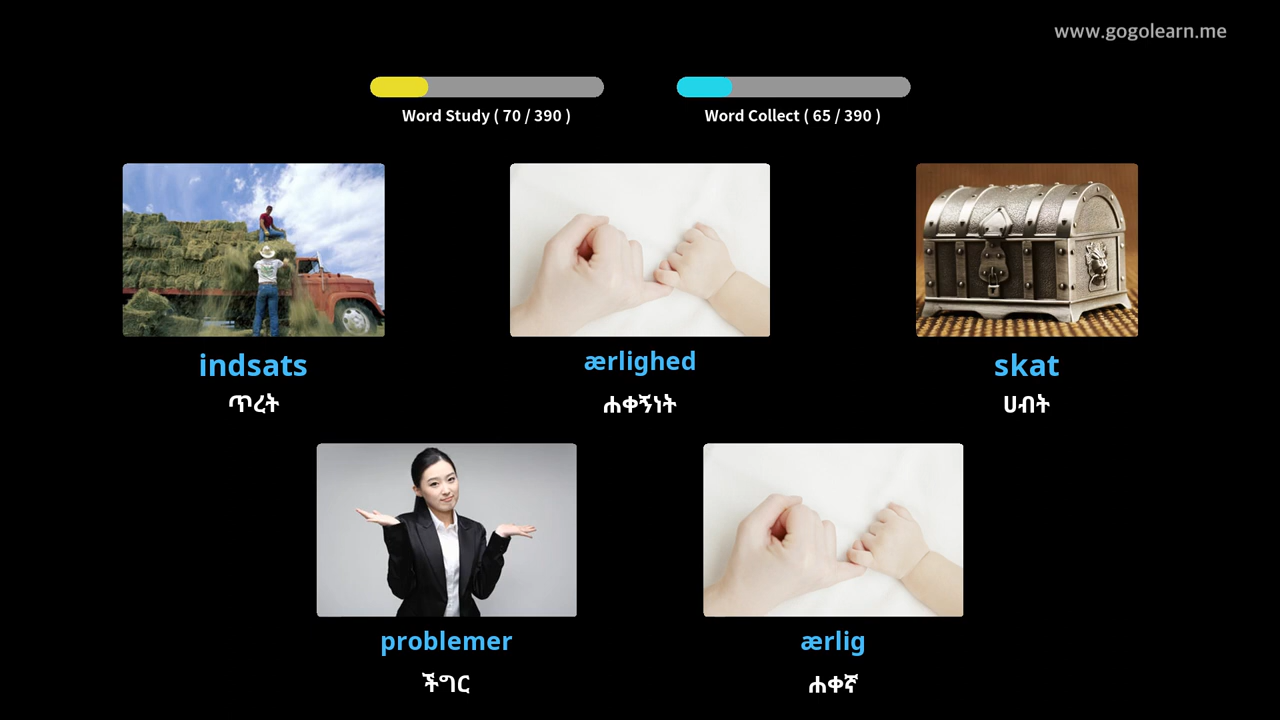 www.gogolearn.me
Word Study ( 70 / 390 )
Word Collect ( 65 / 390 )
indsats
ጥረት
ærlighed
ሐቀኝነት
skat
ሀብት
problemer
ችግር
ærlig
ሐቀኛ